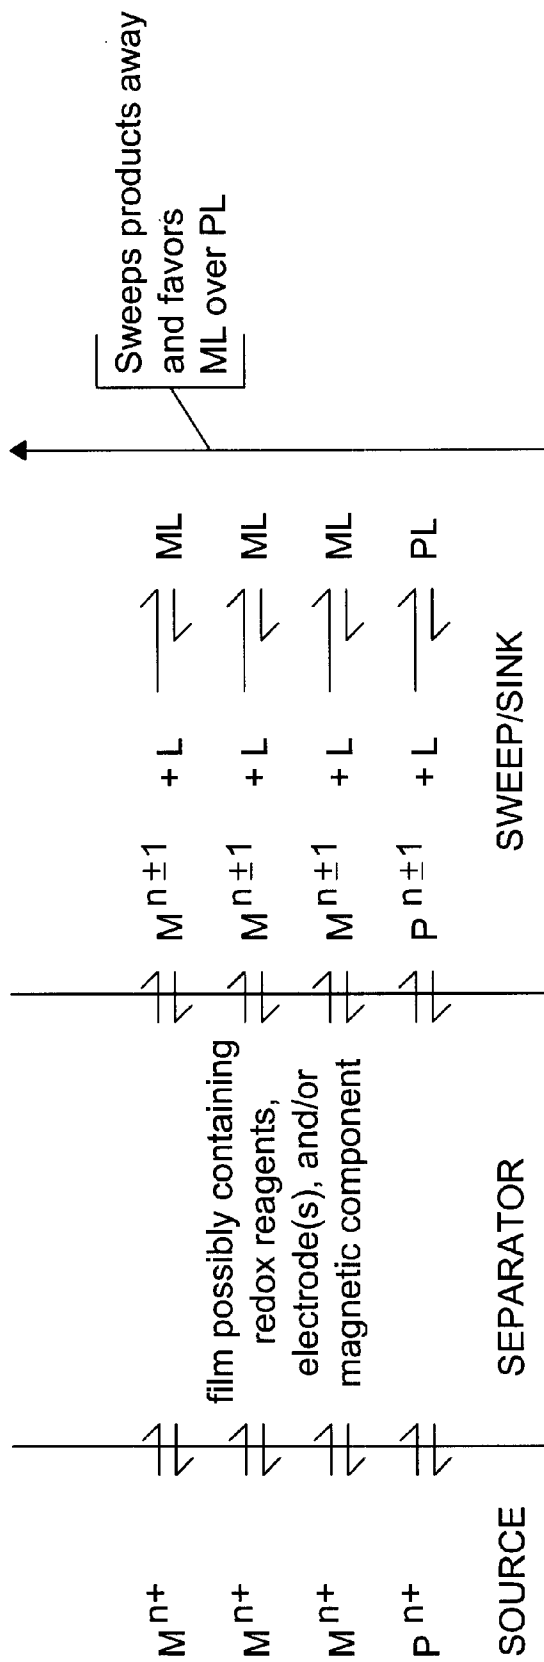 M n+
M n+
M n+
P n+
SOURCE
film possibly containing
redox reagents,
electrode(s), and/or
magnetic component
SEPARATOR
M n±1 + L ML
M n±1 + L ML
M n±1 + L ML
P n±1 + L PL
SWEEP/SINK
Sweeps products away
and favors
ML over PL